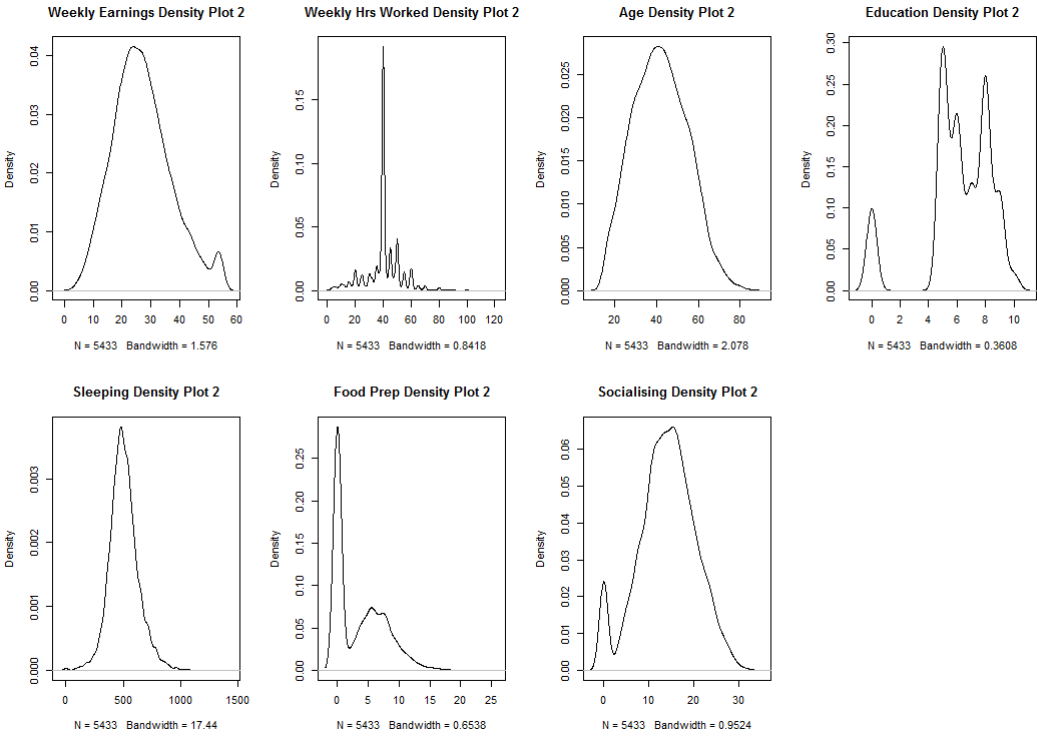 Weekly Earnings Density Plot 2
Density
0.00 0.01 0.02 0.03 0.04
0 10 20 30 40 50 60
N = 5433 Bandwidth = 1.576
Weekly Hrs Worked Density Plot 2
Density
0.00 0.05 0.10 0.15
0 20 40 60 80 100 120
N = 5433 Bandwidth = 0.8418
Age Density Plot 2
Density
0.000 0.005 0.010 0.015 0.020 0.025
20 40 60 80
N = 5433 Bandwidth = 2.078
Education Density Plot 2
Density
0.00 0.05 0.10 0.15 0.20 0.25 0.30
0 2 4 6 8 10
N = 5433 Bandwidth = 0.3608
Sleeping Density Plot 2
Density
0.000 0.001 0.002 0.003
0 500 1000 1500
N = 5433 Bandwidth = 17.44
Food Prep Density Plot 2
Density
0.00 0.05 0.10 0.15 0.20 0.25
0 5 10 15 20 25
N = 5433 Bandwidth = 0.6538
Socialising Density Plot 2
Density
0.00 0.01 0.02 0.03 0.04 0.05 0.06
0 10 20 30
N = 5433 Bandwidth = 0.9524